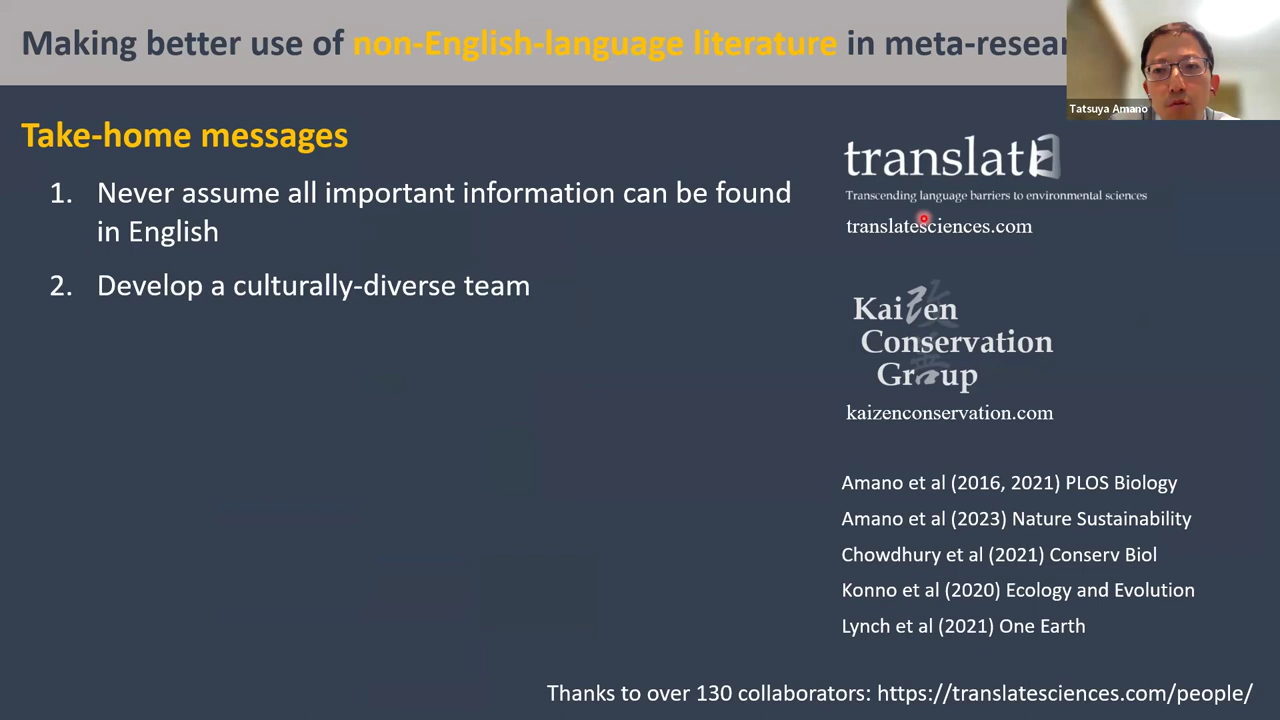 Making better use of non-English-language literature in meta-resear
Tatsuya Amano
Take-home messages
1. Never assume all important information can be found
in English
2. Develop a culturally-diverse team
translatE
Transcending language barriers to environmental sciences
translatesciences.com
改善
Kaizen
Conservation
Group
kaizenconservation.com
Amano et al (2016, 2021) PLOS Biology
Amano et al (2023) Nature Sustainability
Chowdhury et al (2021) Conserv Biol
Konno et al (2020) Ecology and Evolution
Lynch et al (2021) One Earth
Thanks to over 130 collaborators: https://translatesciences.com/people/